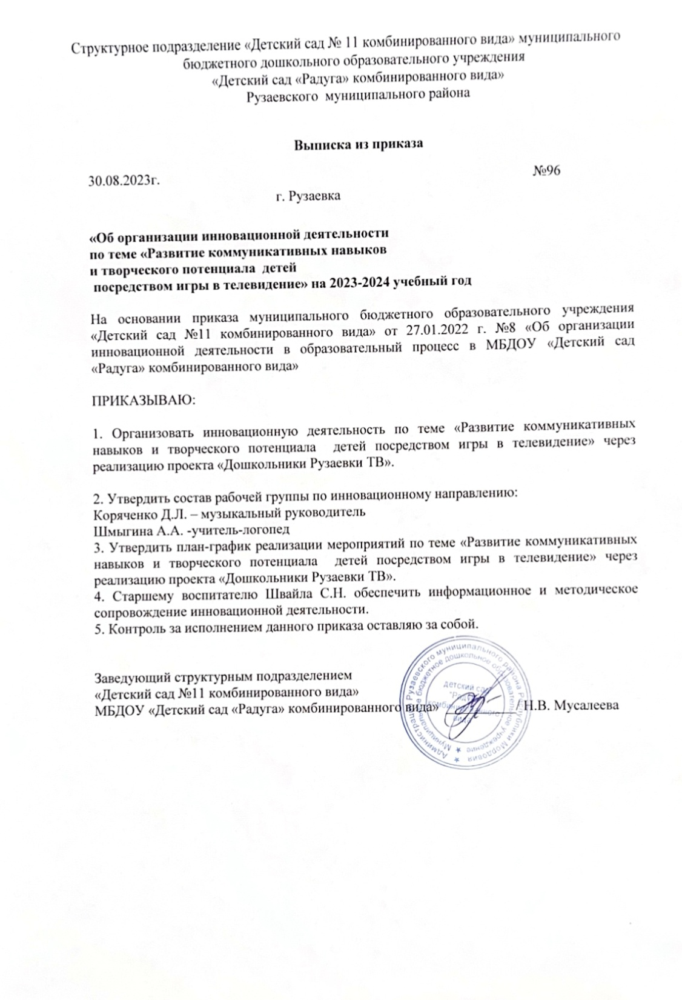 Структурное подразделение «Детский сад № 11 комбинированного вида» муниципального
бюджетного дошкольного образовательного учреждения
«Детский сад «Радуга» комбинированного вида»
Рузаевского муниципального района
Выписка из приказа
30.08.2023г. №96
г. Рузаевка
«Об организации инновационной деятельности
по теме «Развитие коммуникативных навыков
и творческого потенциала детей
посредством игры в телевидение» на 2023-2024 учебный год
На основании приказа муниципального бюджетного образовательного учреждения
«Детский сад №11 комбинированного вида» от 27.01.2022 г. №8 «Об организации
инновационной деятельности в образовательный процесс в МБДОУ «Детский сад
«Радуга» комбинированного вида»
ПРИКАЗЫВАЮ:
1. Организовать инновационную деятельность по теме «Развитие коммуникативных
навыков и творческого потенциала детей посредством игры в телевидение» через
реализацию проекта «Дошкольники Рузаевки ТВ».
2. Утвердить состав рабочей группы по инновационному направлению:
Коряченко Д.Л. – музыкальный руководитель
Шмыгина А.А. -учитель-логопед
3. Утвердить план-график реализации мероприятий по теме «Развитие коммуникативных
навыков и творческого потенциала детей посредством игры в телевидение» через
реализацию проекта «Дошкольники Рузаевки ТВ».
4. Старшему воспитателю Швайла С.Н. обеспечить информационное и методическое
сопровождение инновационной деятельности.
5. Контроль за исполнением данного приказа оставляю за собой.
Заведующий структурным подразделением
«Детский сад №11 комбинированного вида»
МБДОУ «Детский сад «Радуга» комбинированного вида» Н.В. Мусалеева
Администрация Рузаевского муниципального района Республики Мордовия
Муниципальное бюджетное дошкольное образовательное учреждение
детский сад
вида